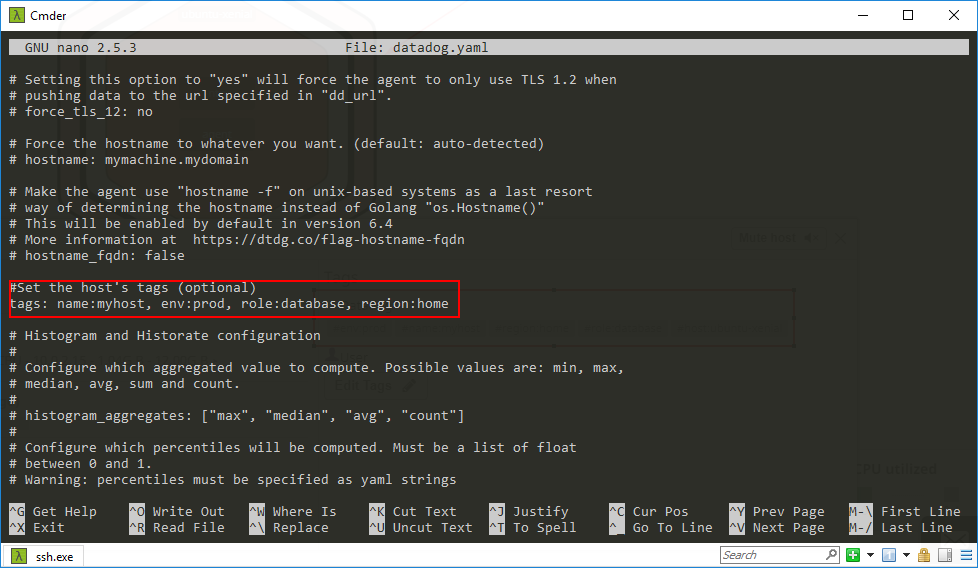 Cmder
GNU nano 2.5.3 File: datadog.yaml
# Setting this option to "yes" will force the agent to only use TLS 1.2 when
# pushing data to the url specified in "dd_url".
# force_tls_12: no
# Force the hostname to whatever you want. (default: auto-detected)
# hostname: mymachine.mydomain
# Make the agent use "hostname -f" on unix-based systems as a last resort
# way of determining the hostname instead of Golang "os.Hostname()"
# This will be enabled by default in version 6.4
# More information at  https://dtdg.co/flag-hostname-fqdn
# hostname_fqdn: false
#Set the host's tags (optional)
tags: name:myhost, env:prod, role:database, region:home
# Histogram and Historate configuration
#
# Configure which aggregated value to compute. Possible values are: min, max,
# median, avg, sum and count.
#
# histogram_aggregates: ["max", "median", "avg", "count"]
#
# Configure which percentiles will be computed. Must be a list of float
# between 0 and 1.
# Warning: percentiles must be specified as yaml strings
^G Get Help ^O Write Out ^W Where Is ^K Cut Text ^J Justify ^C Cur Pos ^Y Prev Page M-\ First Line
^X Exit ^R Read File ^\ Replace ^U Uncut Text ^T To Spell ^_ Go To Line ^V Next Page M-/ Last Line
ssh.exe Search